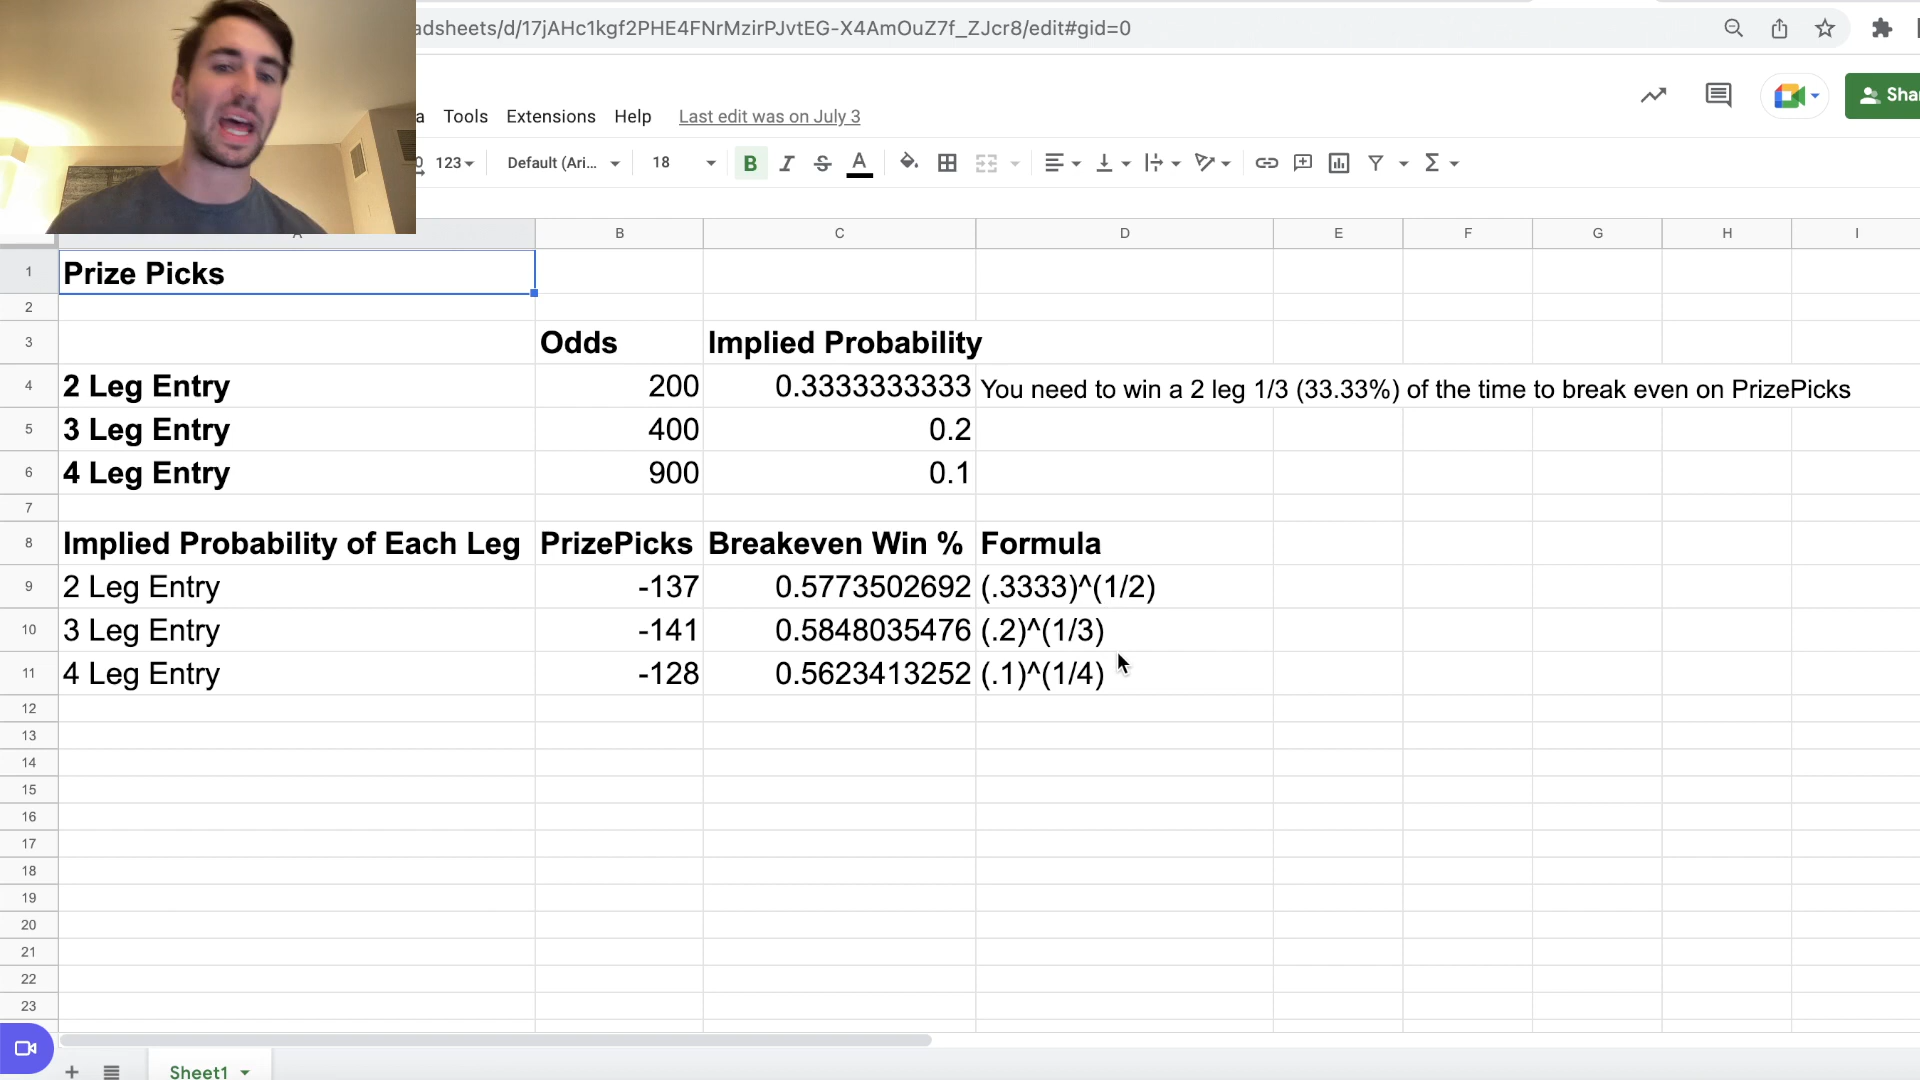 adsheets/d/17jAHc1kgf2PHE4FNrMzirPJvtEG-X4AmOuZ7f_ZJcr8/edit#gid=0
a Tools Extensions Help Last edit was on July 3
Shar
123 Default (Ari... 18 B I S A
A B C D E F G H I
1 Prize Picks
2
3 Odds Implied Probability
4 2 Leg Entry 200 0.3333333333 You need to win a 2 leg 1/3 (33.33%) of the time to break even on PrizePicks
5 3 Leg Entry 400 0.2
6 4 Leg Entry 900 0.1
7
8 Implied Probability of Each Leg PrizePicks Breakeven Win % Formula
9 2 Leg Entry -137 0.5773502692 (.3333)^(1/2)
10 3 Leg Entry -141 0.5848035476 (.2)^(1/3)
11 4 Leg Entry -128 0.5623413252 (.1)^(1/4)
12
13
14
15
16
17
18
19
20
21
22
23
Sheet1